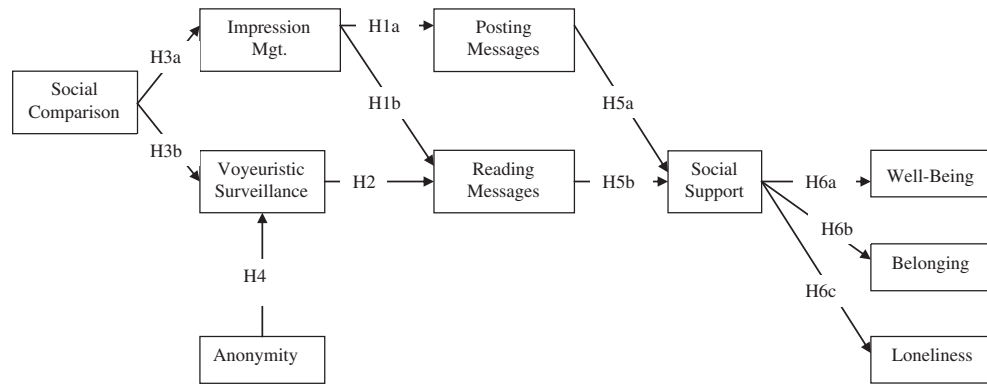 Impression
Mgt.
H1a
Posting
Messages
H3a
Social
Comparison
H1b
H5a
H3b
Voyeuristic
Surveillance
H2
Reading
Messages
H5b
Social
Support
H6a
Well-Being
H6b
Belonging
H4
H6c
Anonymity
Loneliness